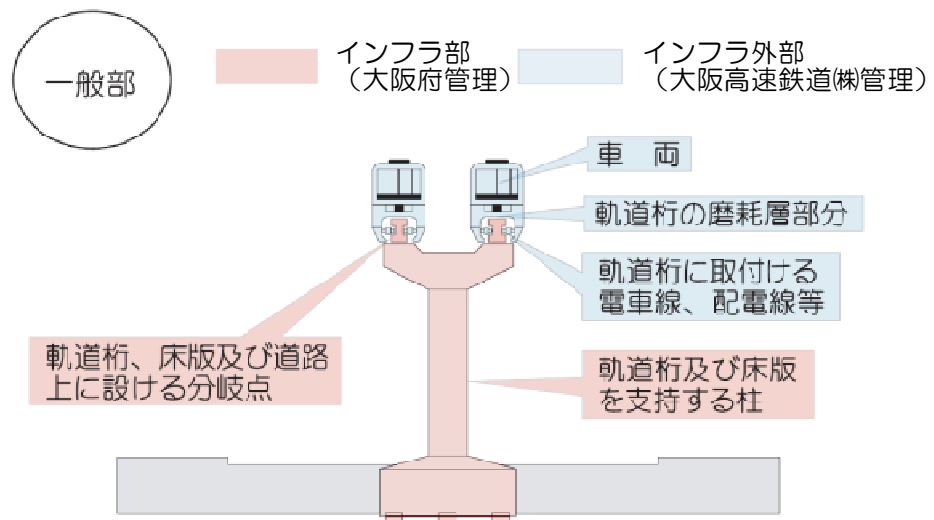 一般部
インフラ部
（大阪府管理）
インフラ外部
（大阪高速鉄道㈱管理）
車　両
軌道桁の磨耗層部分
軌道桁に取付ける
電車線、配電線等
軌道桁、床版及び道路
上に設ける分岐点
軌道桁及び床版
を支持する柱